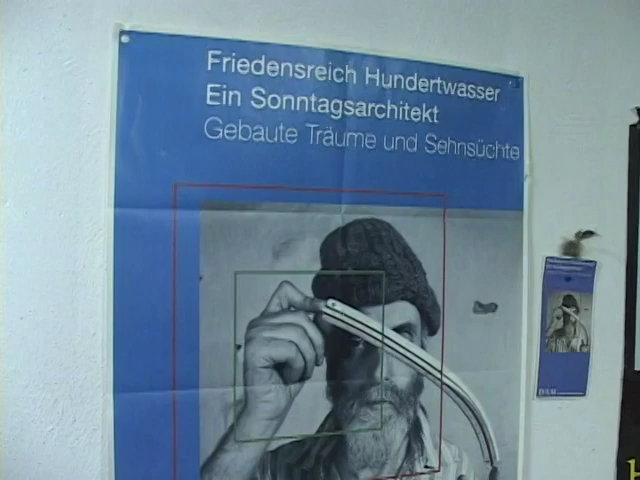 Friedensreich Hundertwasser
Ein Sonntagsarchitekt
Gebaute Träume und Sehnsüchte